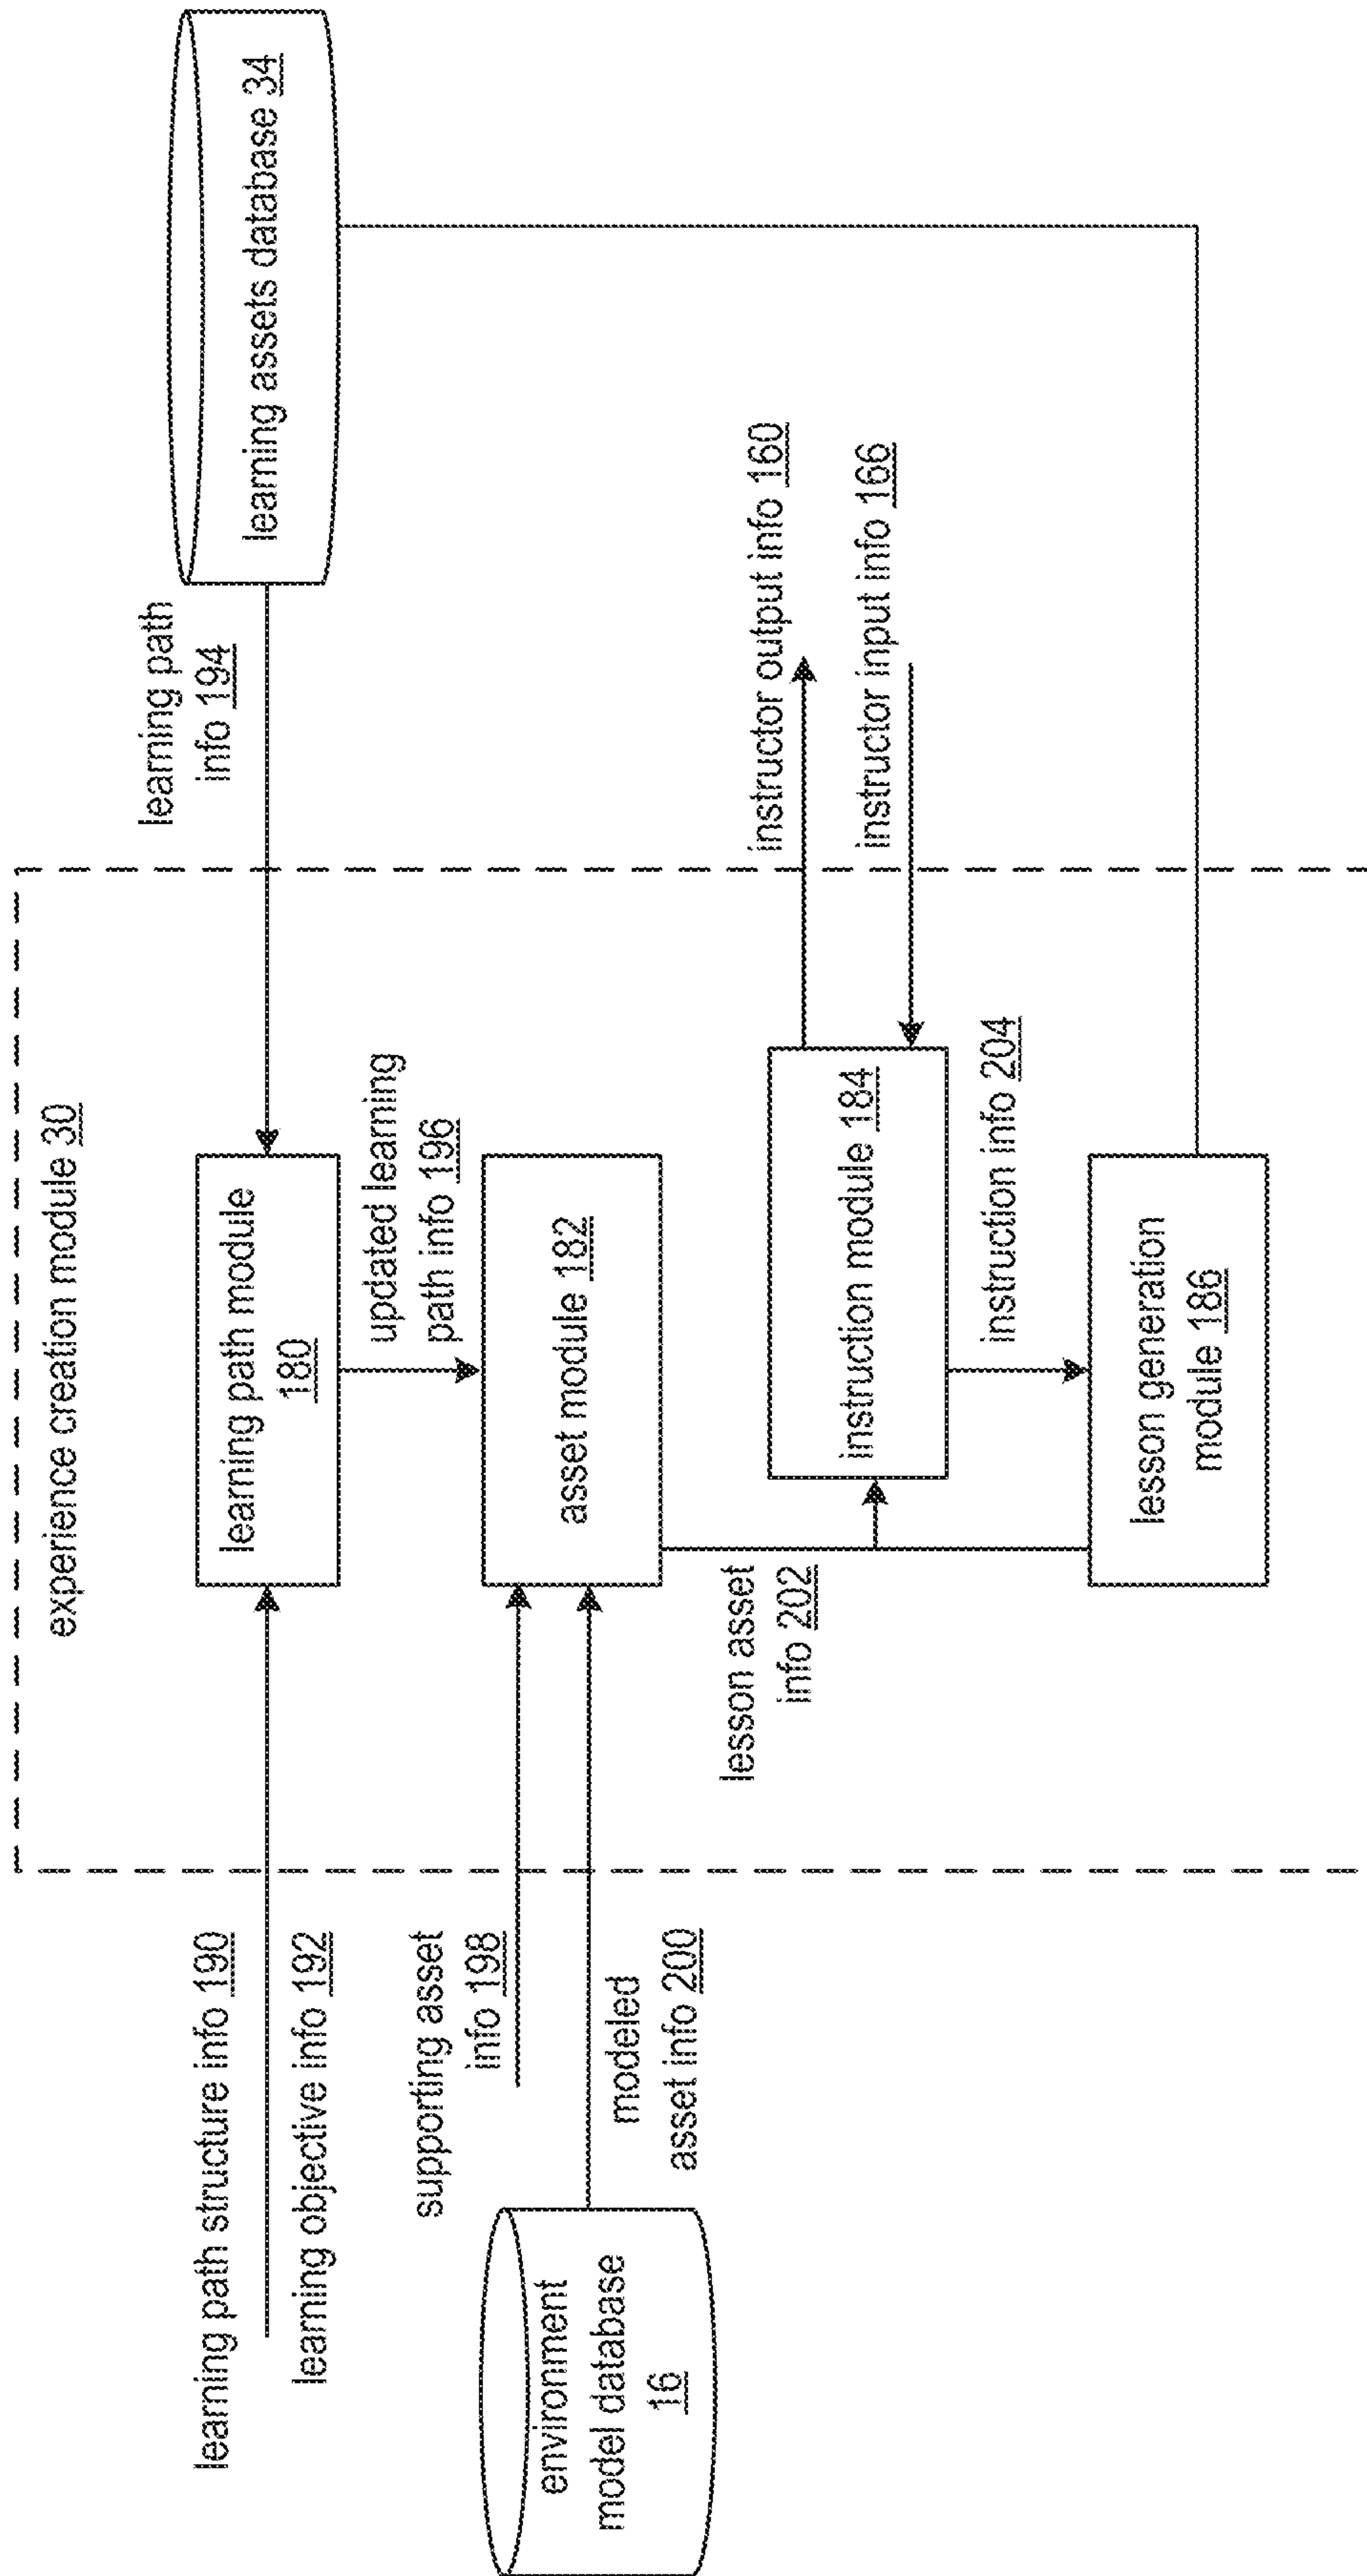 experience creation module 30
learning path structure info 190
learning objective info 192
learning path module
180
learning path
info 194
learning assets database 34
updated learning
path info 196
supporting asset
info 198
environment
model database
16
modeled
asset info 200
asset module 182
lesson asset
info 202
instruction module 184
instructor output info 160
instructor input info 166
instruction info 204
lesson generation
module 186